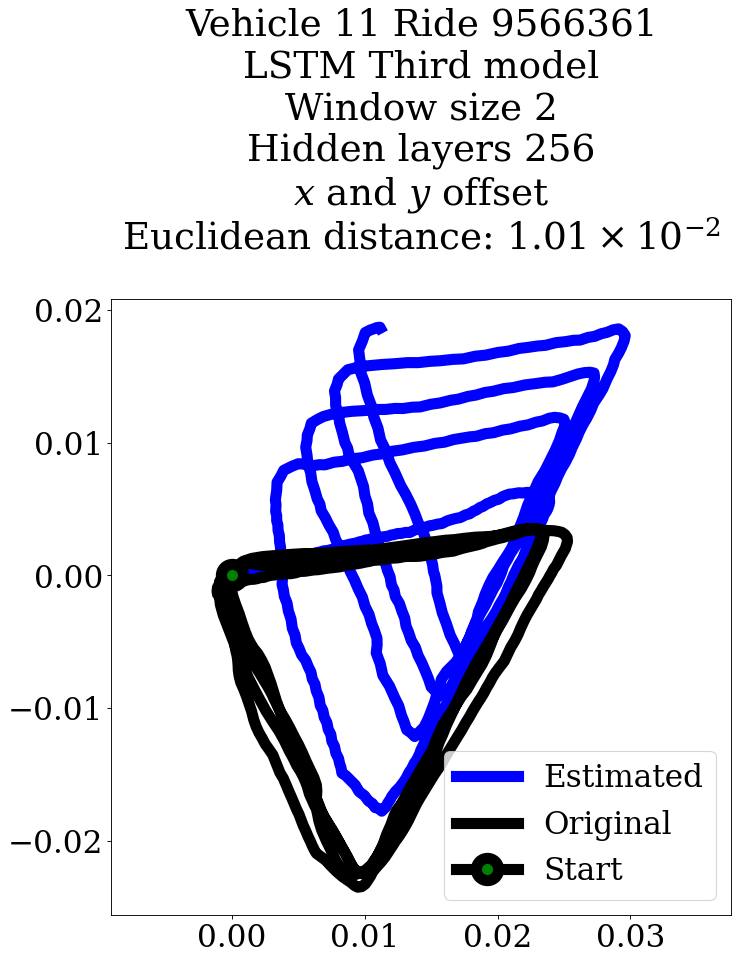 Vehicle 11 Ride 9566361
LSTM Third model
Window size 2
Hidden layers 256
x and y offset
Euclidean distance: 1.01 × 10⁻²
0.02
0.01
0.00
−0.01
−0.02
Estimated
Original
Start
0.00 0.01 0.02 0.03